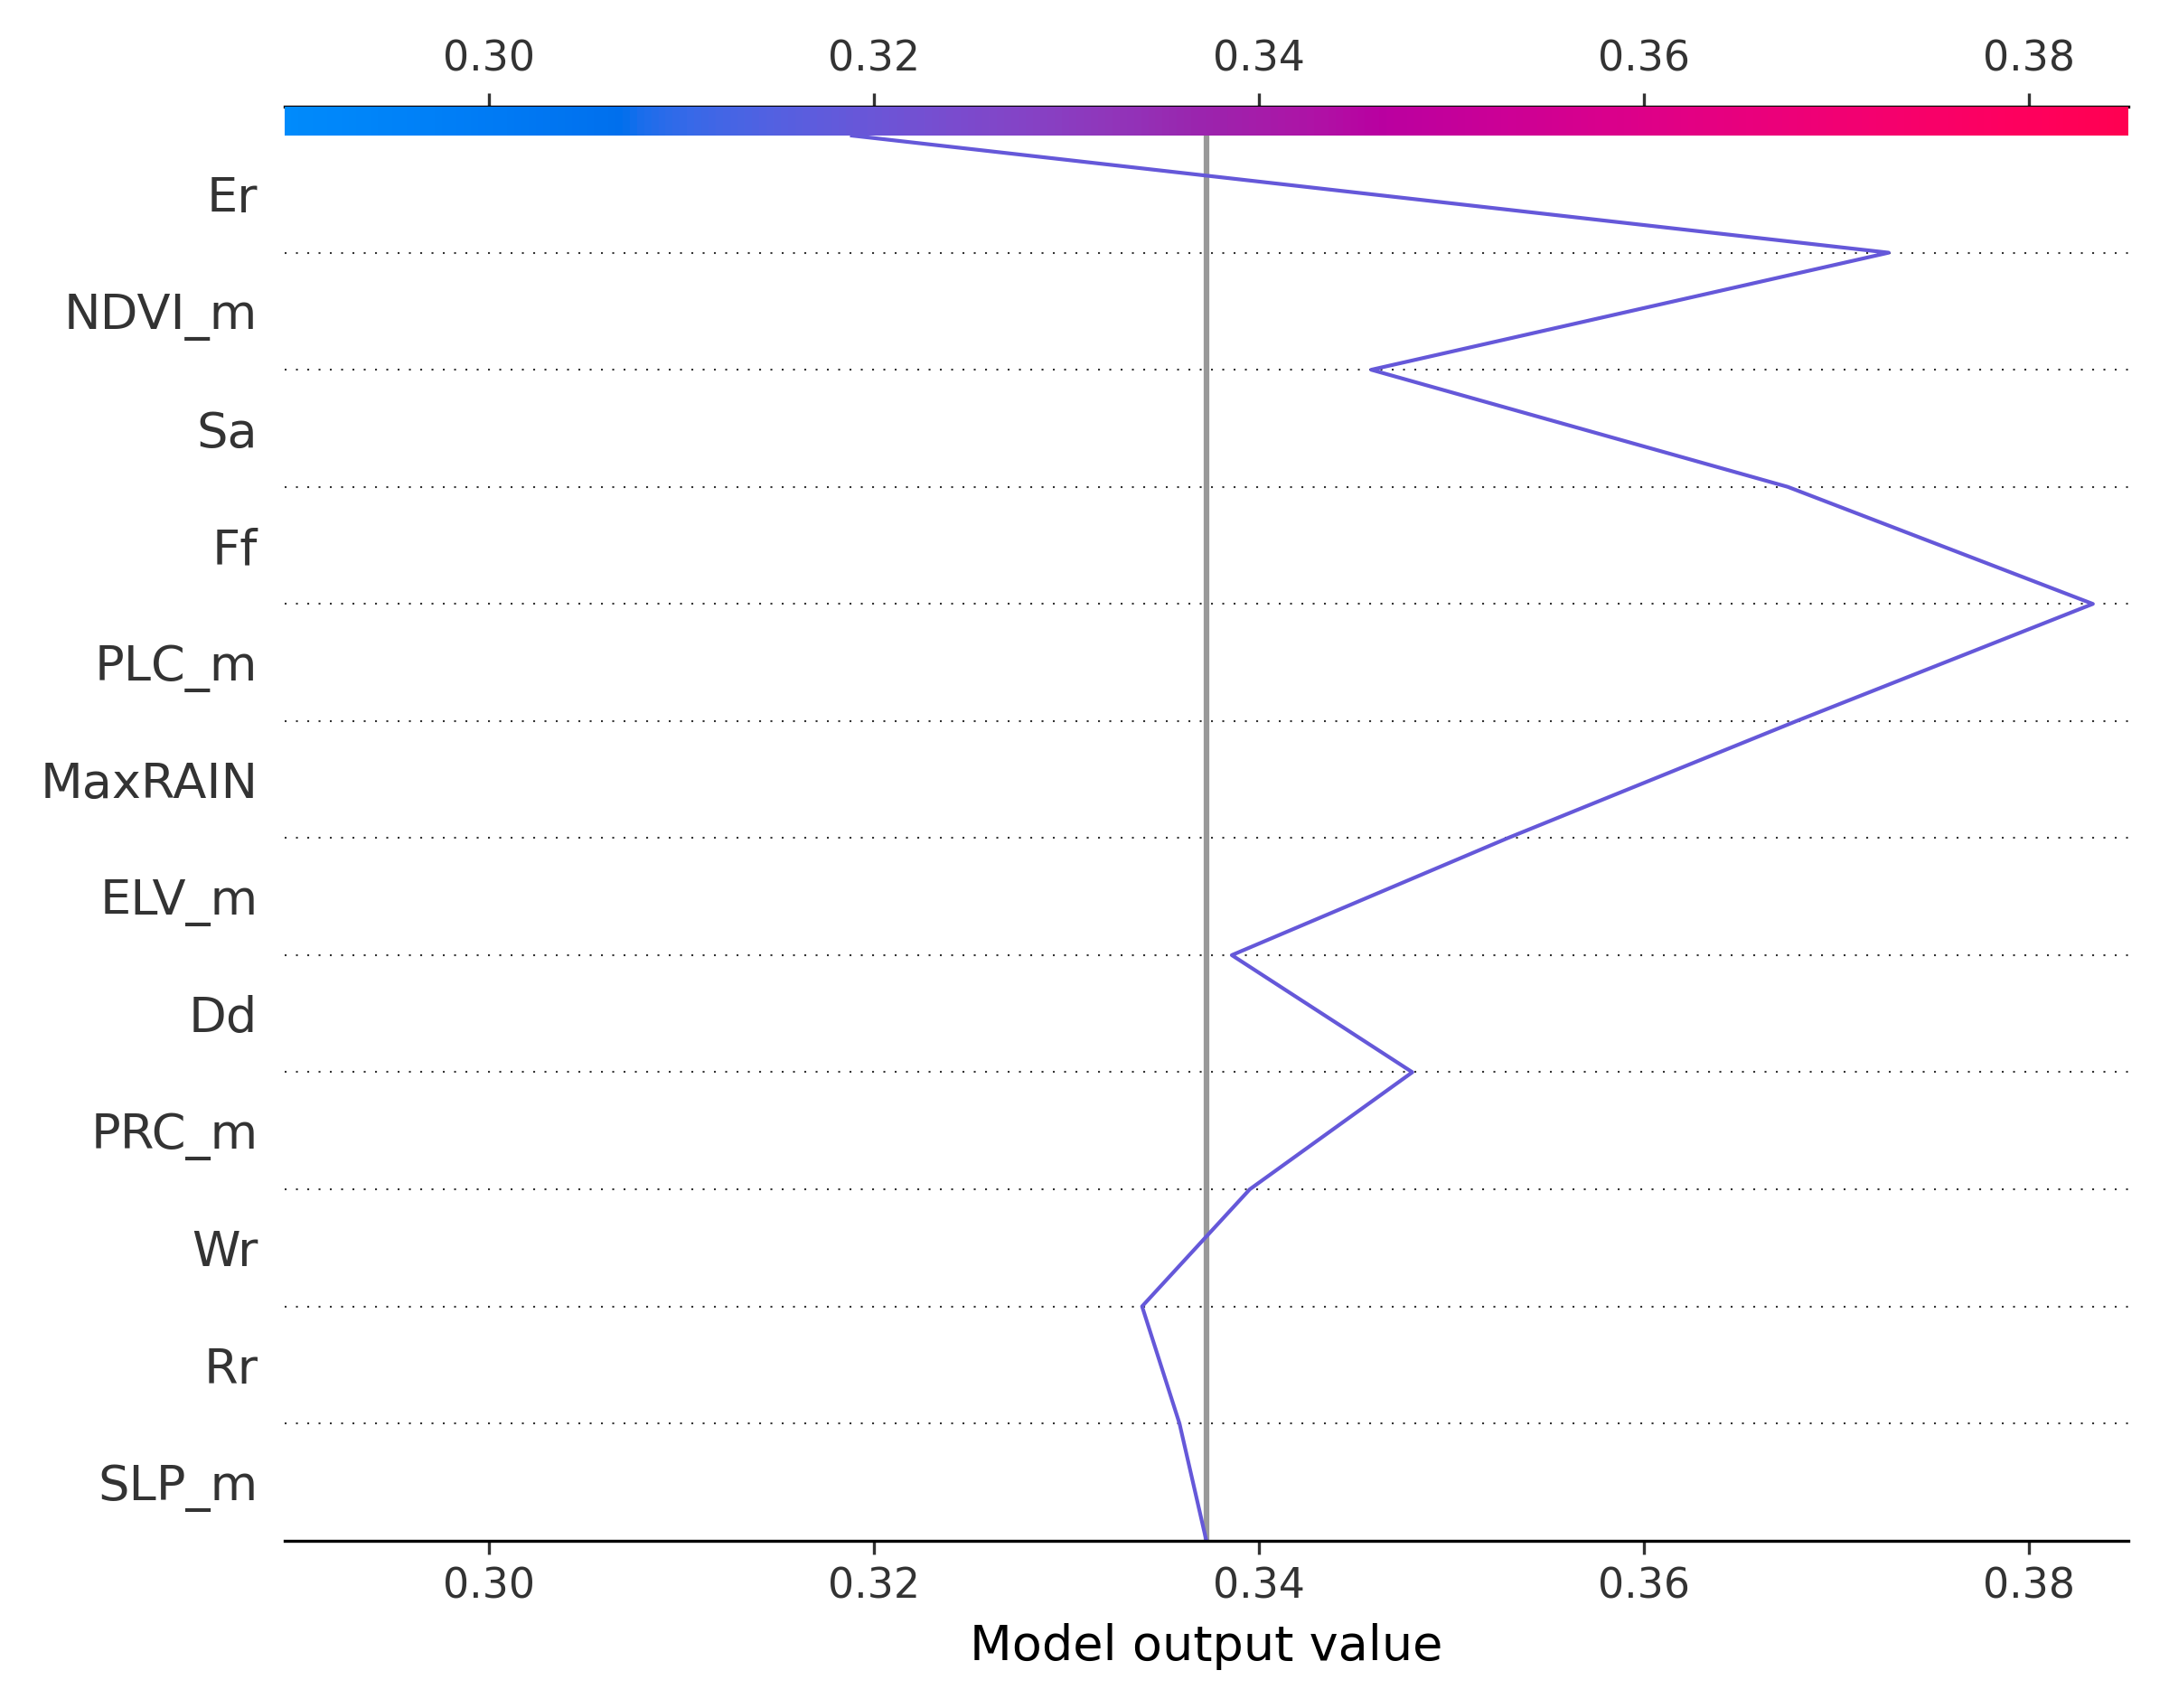 0.30 0.32 0.34 0.36 0.38
Er
NDVI_m
Sa
Ff
PLC_m
MaxRAIN
ELV_m
Dd
PRC_m
Wr
Rr
SLP_m
0.30 0.32 0.34 0.36 0.38
Model output value